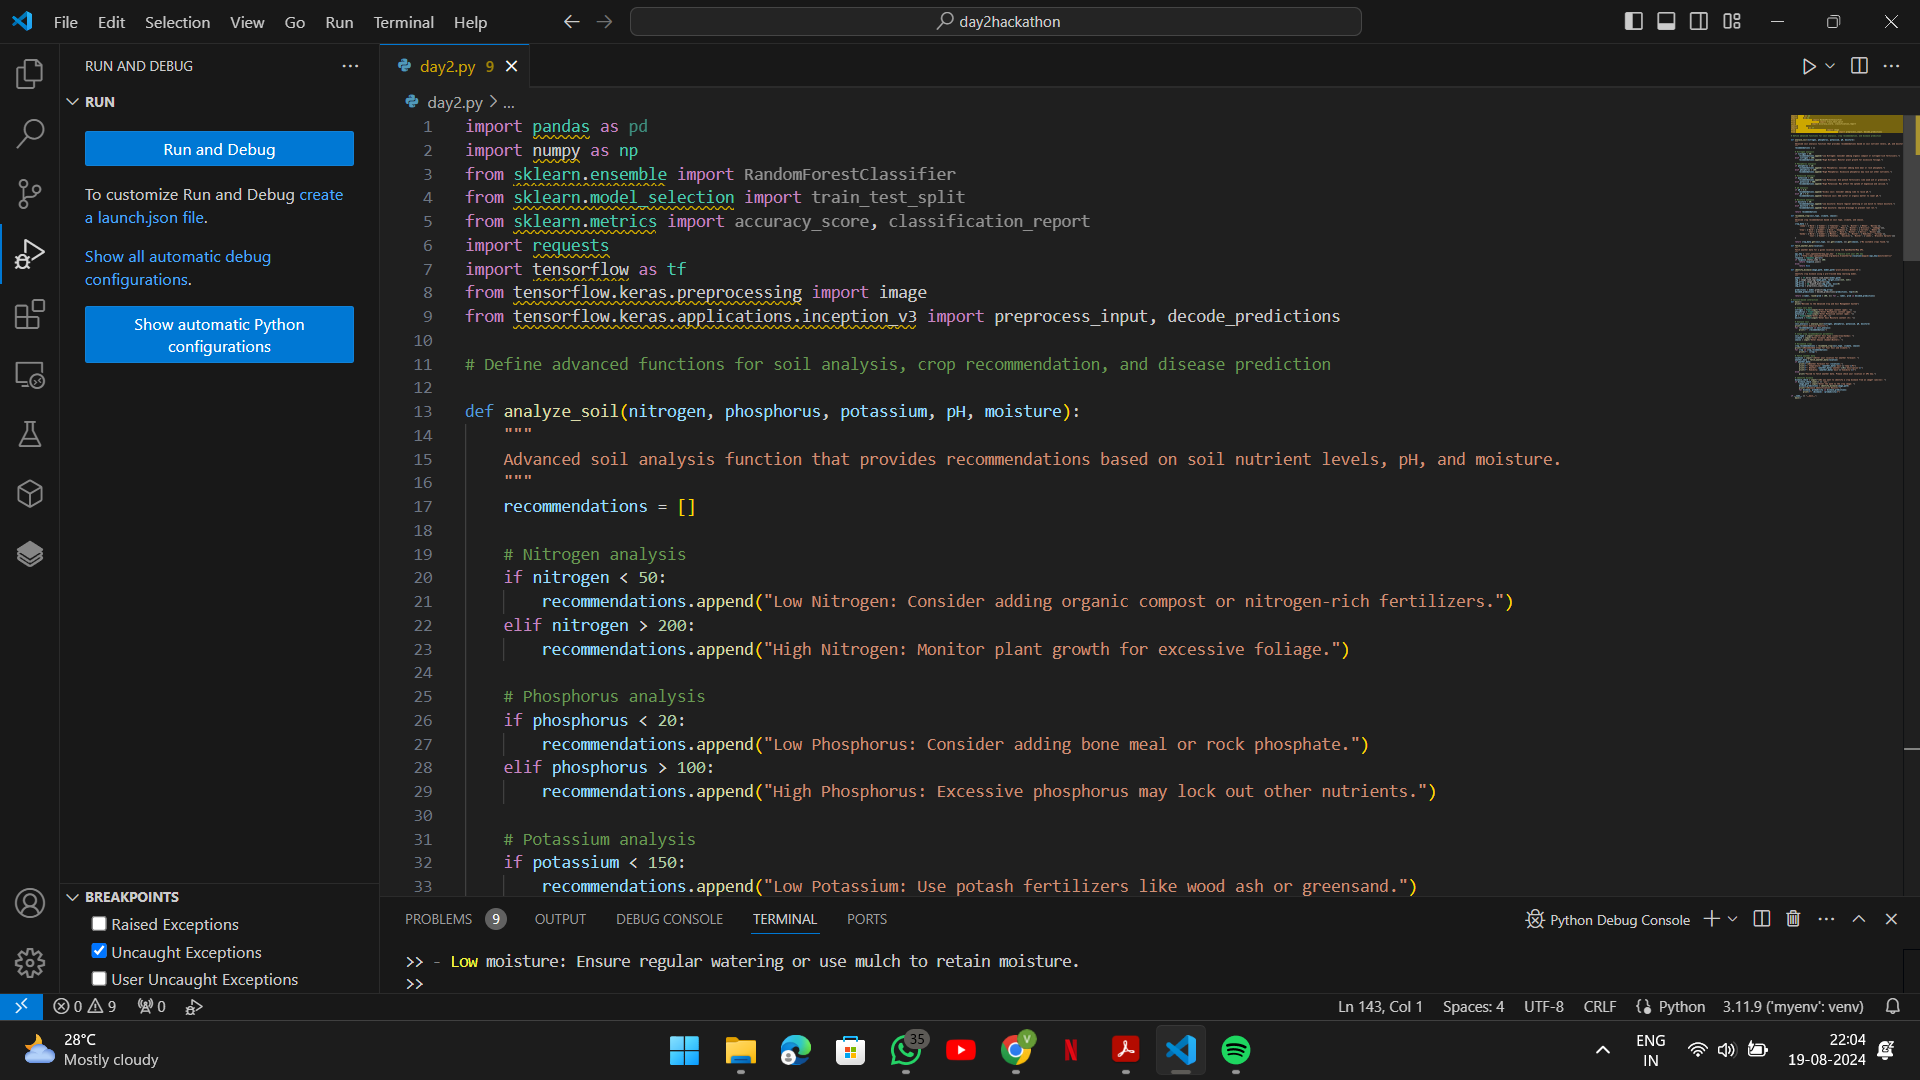 File Edit Selection View Go Run Terminal Help
day2hackathon
RUN AND DEBUG
RUN
Run and Debug
To customize Run and Debug create
a launch.json file.
Show all automatic debug
configurations.
Show automatic Python
configurations
BREAKPOINTS
Raised Exceptions
Uncaught Exceptions
User Uncaught Exceptions
day2.py 9
day2.py > ...
1 import pandas as pd
2 import numpy as np
3 from sklearn.ensemble import RandomForestClassifier
4 from sklearn.model_selection import train_test_split
5 from sklearn.metrics import accuracy_score, classification_report
6 import requests
7 import tensorflow as tf
8 from tensorflow.keras.preprocessing import image
9 from tensorflow.keras.applications.inception_v3 import preprocess_input, decode_predictions
10
11 # Define advanced functions for soil analysis, crop recommendation, and disease prediction
12
13 def analyze_soil(nitrogen, phosphorus, potassium, pH, moisture):
14 """
15 Advanced soil analysis function that provides recommendations based on soil nutrient levels, pH, and moisture.
16 """
17 recommendations = []
18
19 # Nitrogen analysis
20 if nitrogen < 50:
21 recommendations.append("Low Nitrogen: Consider adding organic compost or nitrogen-rich fertilizers.")
22 elif nitrogen > 200:
23 recommendations.append("High Nitrogen: Monitor plant growth for excessive foliage.")
24
25 # Phosphorus analysis
26 if phosphorus < 20:
27 recommendations.append("Low Phosphorus: Consider adding bone meal or rock phosphate.")
28 elif phosphorus > 100:
29 recommendations.append("High Phosphorus: Excessive phosphorus may lock out other nutrients.")
30
31 # Potassium analysis
32 if potassium < 150:
33 recommendations.append("Low Potassium: Use potash fertilizers like wood ash or greensand.")
PROBLEMS 9 OUTPUT DEBUG CONSOLE TERMINAL PORTS
Python Debug Console
>> - Low moisture: Ensure regular watering or use mulch to retain moisture.
>>
0 9 0
Ln 143, Col 1 Spaces: 4 UTF-8 CRLF Python 3.11.9 ('myenv': venv)
28°C
Mostly cloudy
35
V
ENG
IN
22:04
19-08-2024